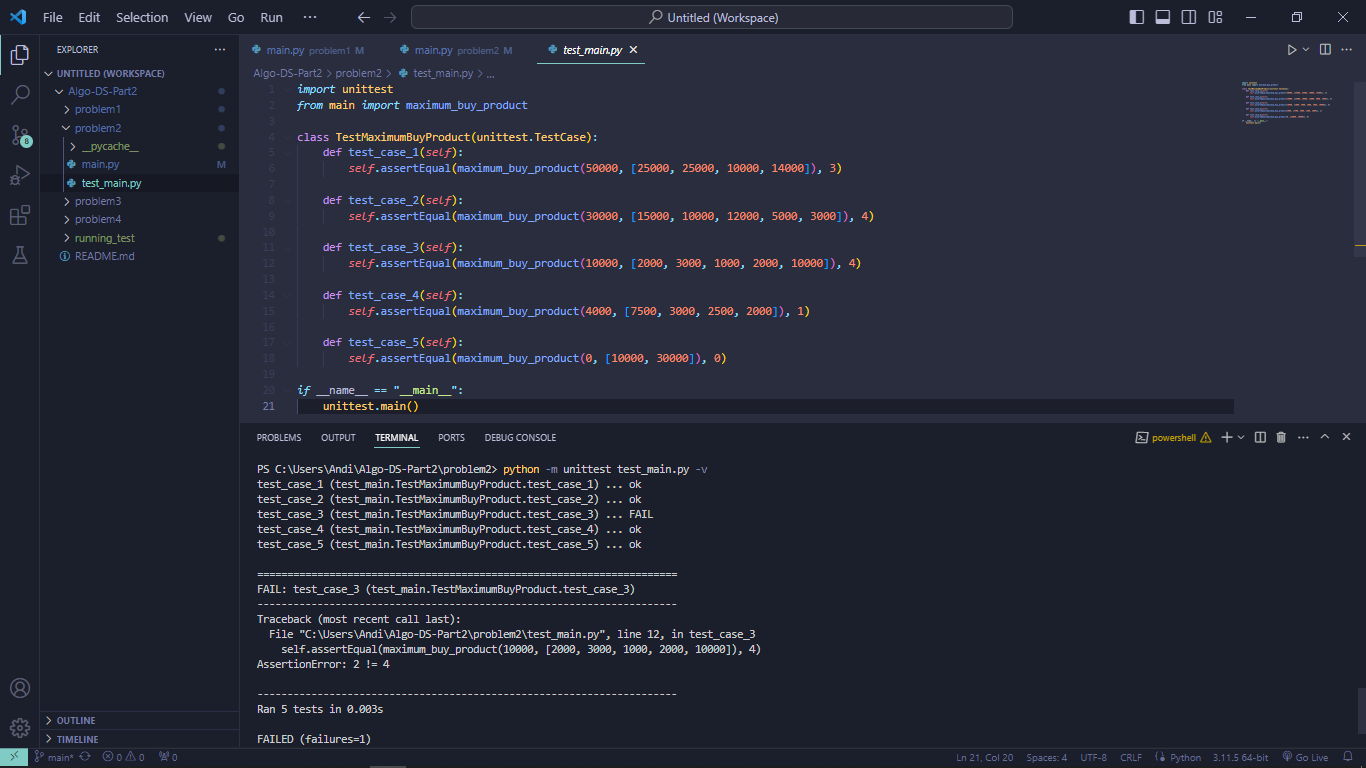 File Edit Selection View Go Run ··· Untitled (Workspace)
EXPLORER ···
UNTITLED (WORKSPACE)
Algo-DS-Part2
problem1
problem2
__pycache__
main.py M
test_main.py
problem3
problem4
running_test
README.md
OUTLINE
TIMELINE
8
main.py problem1 M main.py problem2 M test_main.py
Algo-DS-Part2 > problem2 > test_main.py > ...
1 import unittest
2 from main import maximum_buy_product
3
4 class TestMaximumBuyProduct(unittest.TestCase):
5 def test_case_1(self):
6 self.assertEqual(maximum_buy_product(50000, [25000, 25000, 10000, 14000]), 3)
7
8 def test_case_2(self):
9 self.assertEqual(maximum_buy_product(30000, [15000, 10000, 12000, 5000, 3000]), 4)
10
11 def test_case_3(self):
12 self.assertEqual(maximum_buy_product(10000, [2000, 3000, 1000, 2000, 10000]), 4)
13
14 def test_case_4(self):
15 self.assertEqual(maximum_buy_product(4000, [7500, 3000, 2500, 2000]), 1)
16
17 def test_case_5(self):
18 self.assertEqual(maximum_buy_product(0, [10000, 30000]), 0)
19
20 if __name__ == "__main__":
21 unittest.main()
PROBLEMS OUTPUT TERMINAL PORTS DEBUG CONSOLE powershell
PS C:\Users\Andi\Algo-DS-Part2\problem2> python -m unittest test_main.py -v
test_case_1 (test_main.TestMaximumBuyProduct.test_case_1) ... ok
test_case_2 (test_main.TestMaximumBuyProduct.test_case_2) ... ok
test_case_3 (test_main.TestMaximumBuyProduct.test_case_3) ... FAIL
test_case_4 (test_main.TestMaximumBuyProduct.test_case_4) ... ok
test_case_5 (test_main.TestMaximumBuyProduct.test_case_5) ... ok
======================================================================
FAIL: test_case_3 (test_main.TestMaximumBuyProduct.test_case_3)
----------------------------------------------------------------------
Traceback (most recent call last):
File "C:\Users\Andi\Algo-DS-Part2\problem2\test_main.py", line 12, in test_case_3
self.assertEqual(maximum_buy_product(10000, [2000, 3000, 1000, 2000, 10000]), 4)
AssertionError: 2 != 4
----------------------------------------------------------------------
Ran 5 tests in 0.003s
FAILED (failures=1)
main* 0 0 0 Ln 21, Col 20 Spaces: 4 UTF-8 CRLF Python 3.11.5 64-bit Go Live